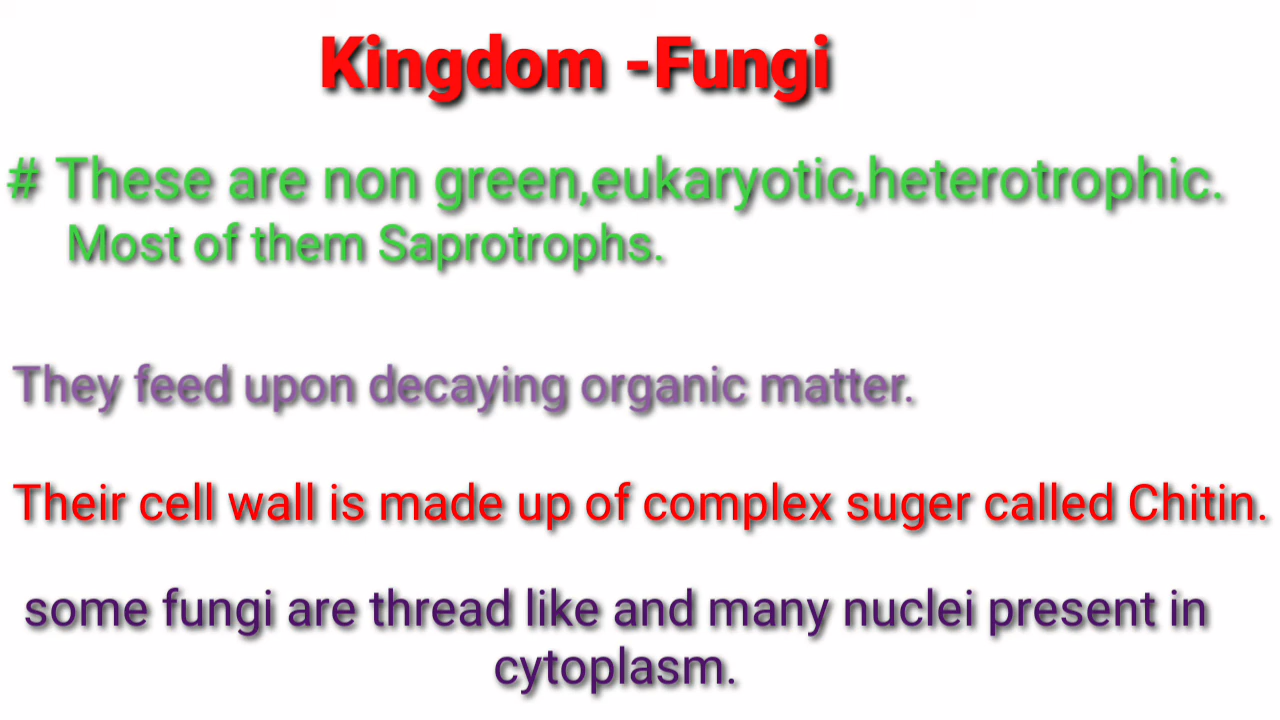 Kingdom -Fungi
# These are non green,eukaryotic,heterotrophic.
Most of them Saprotrophs.
They feed upon decaying organic matter.
Their cell wall is made up of complex suger called Chitin.
some fungi are thread like and many nuclei present in
cytoplasm.